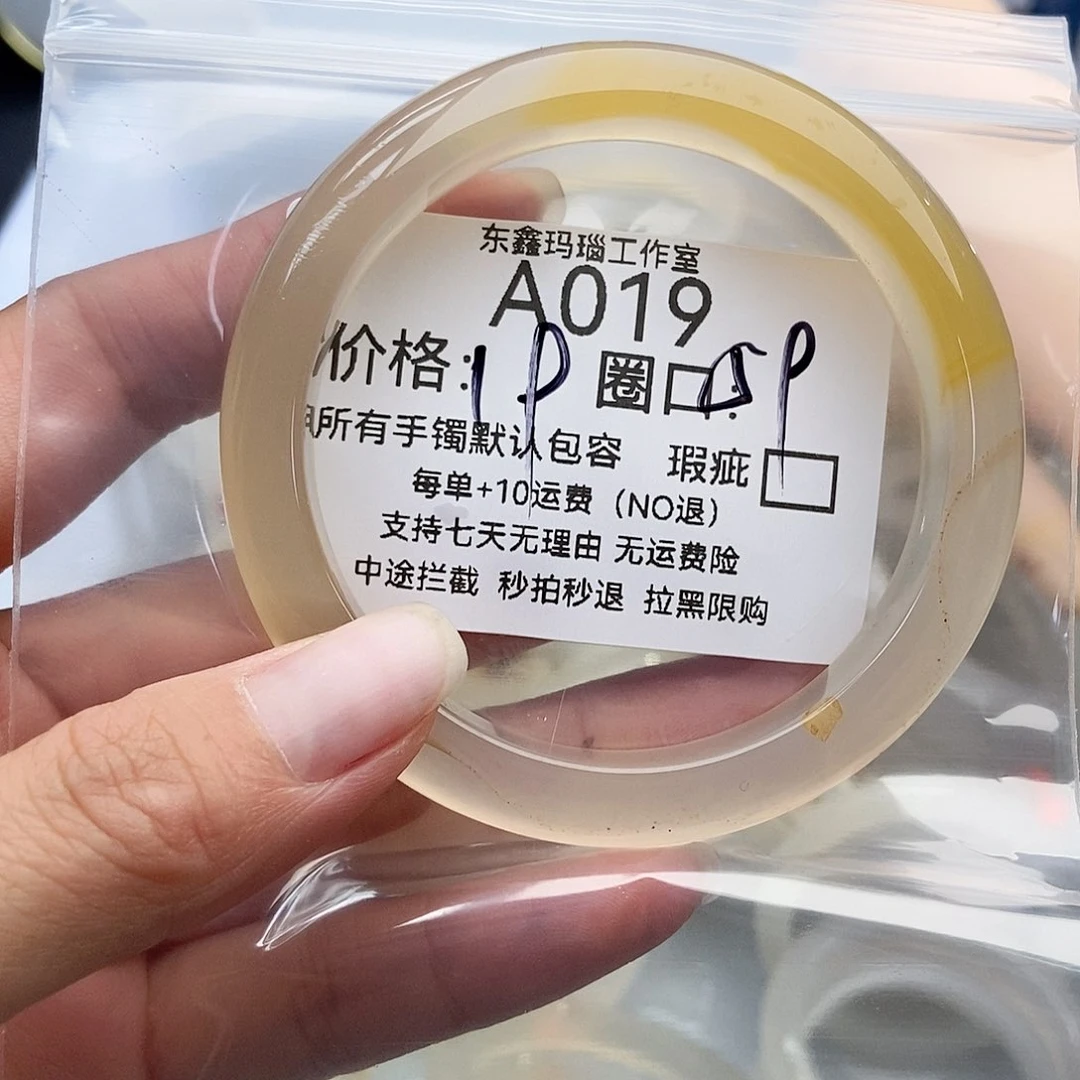 东鑫玛瑙工作室
A019
价格: 圈口:
所有手镯默认包容 瑕疵
每单+10运费（NO退）
支持七天无理由 无运费险
中途拦截 秒拍秒退 拉黑限购